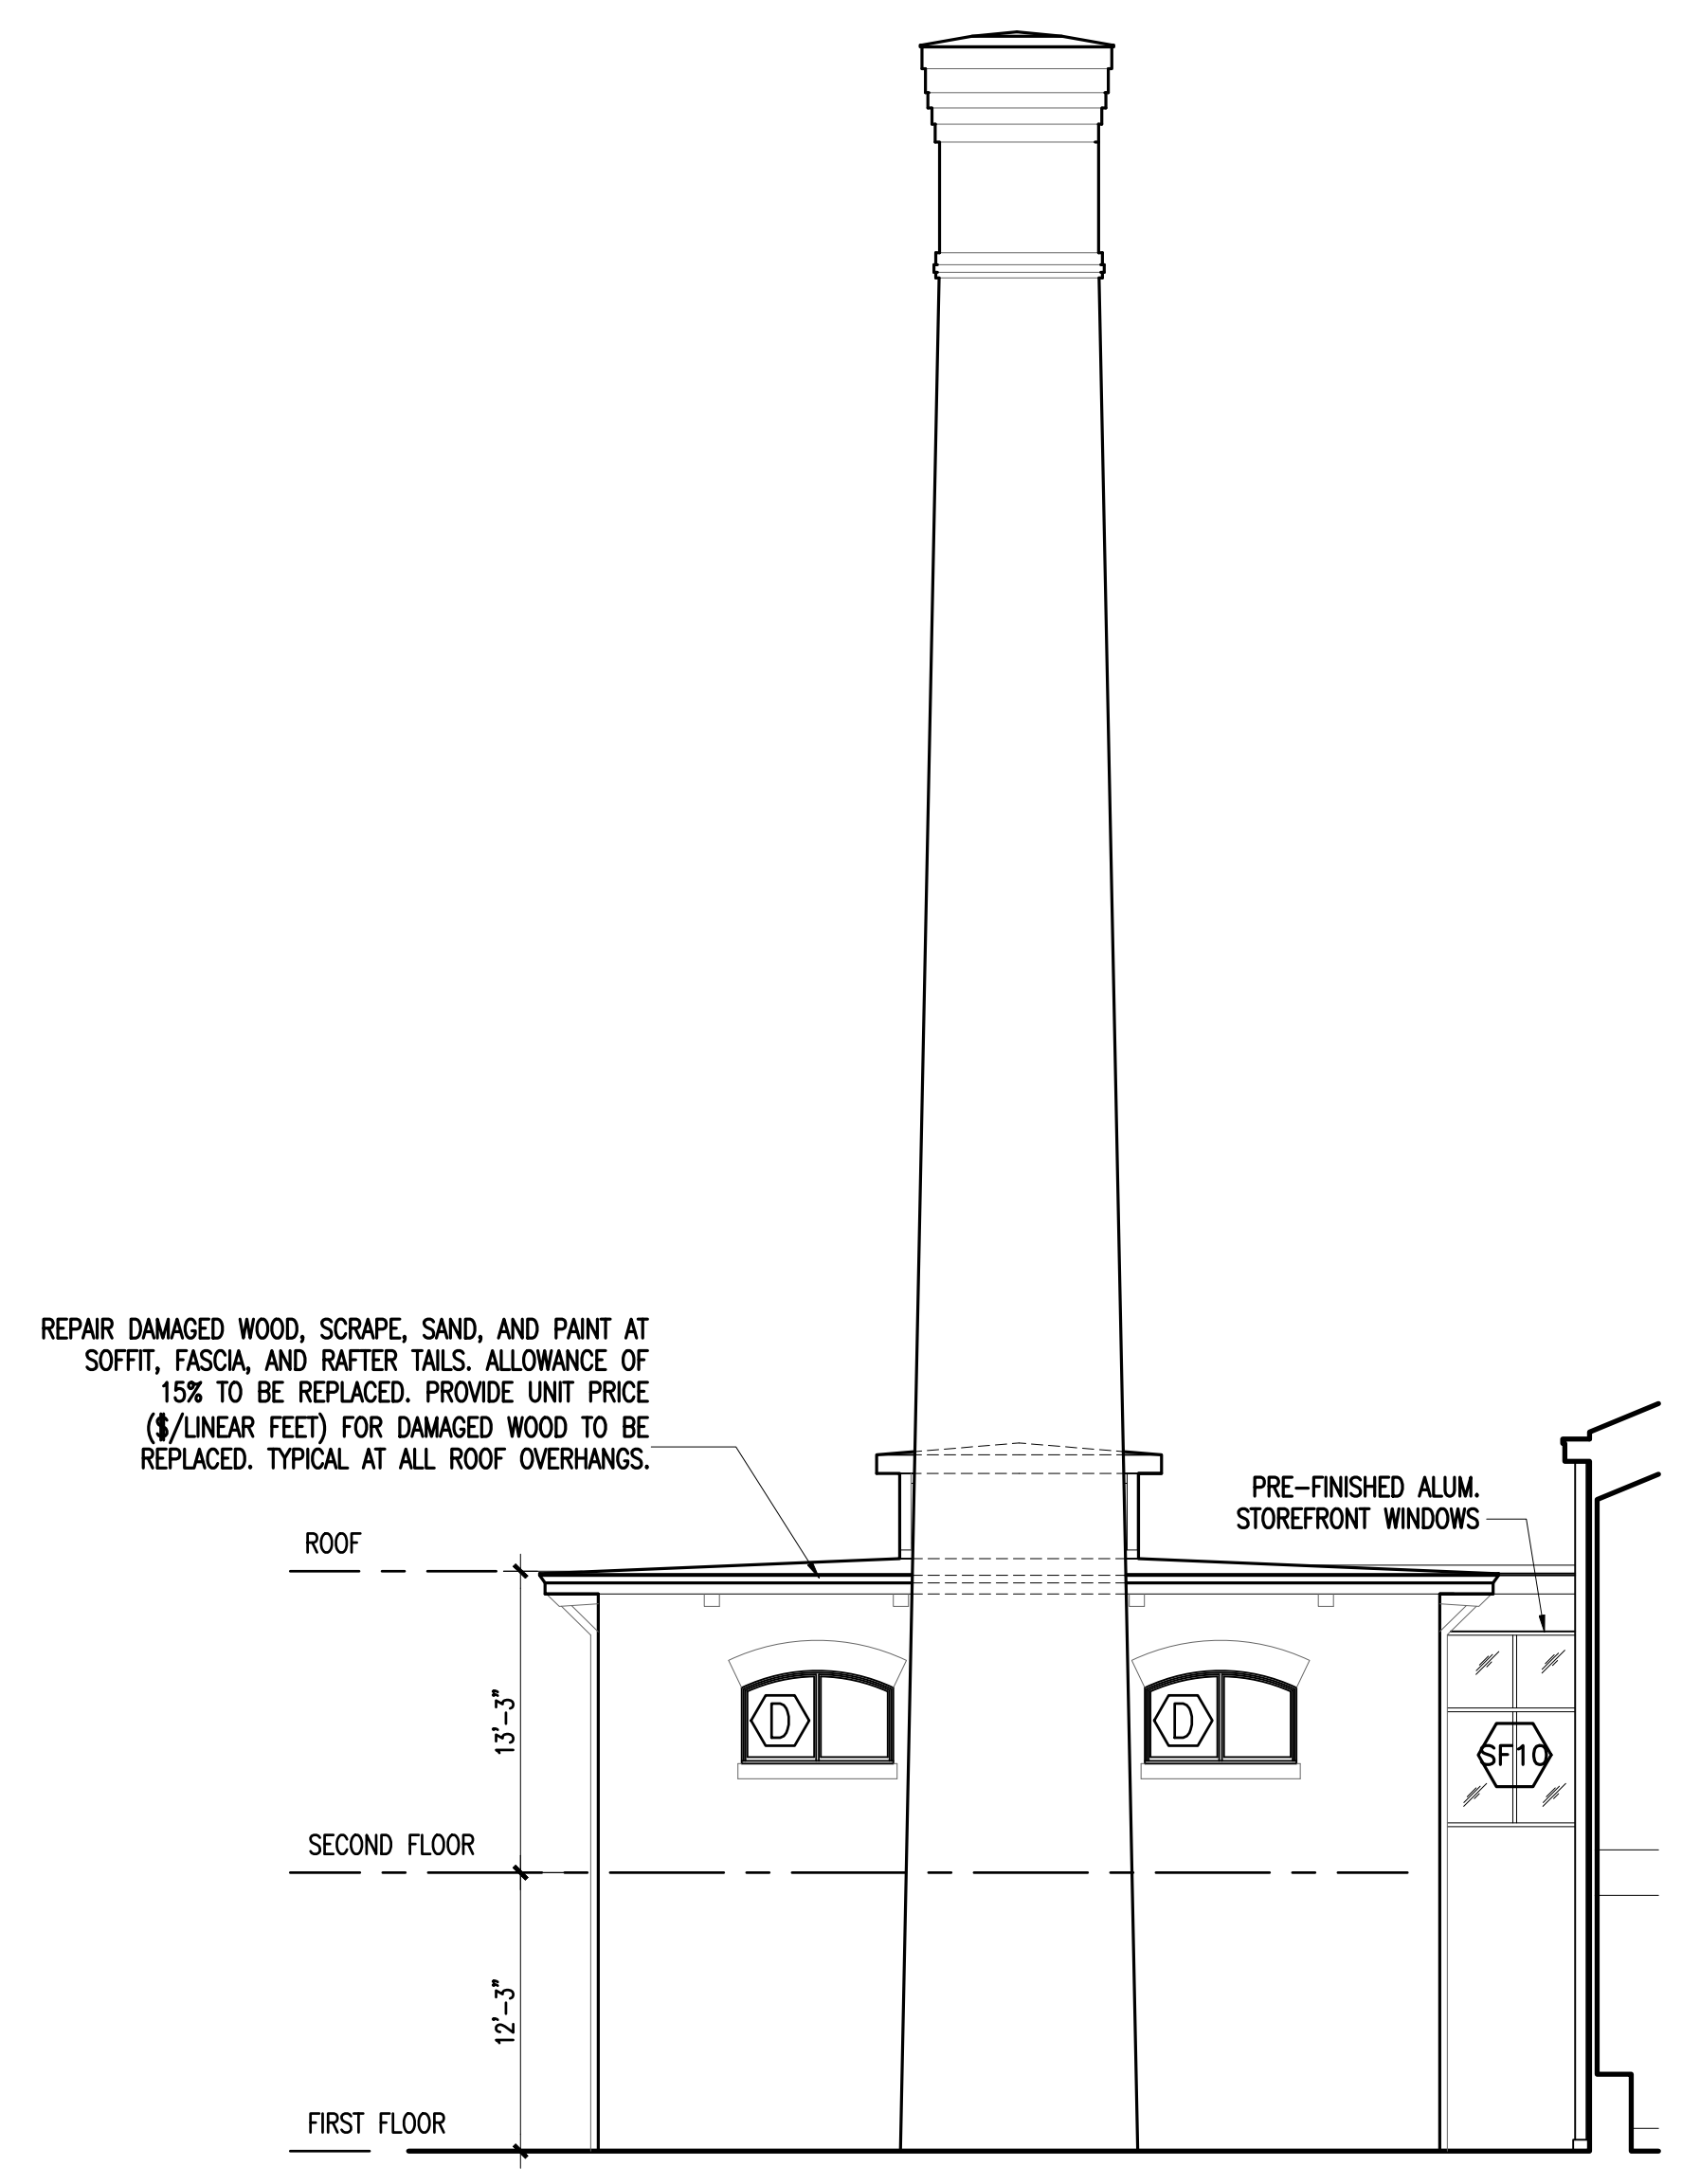 REPAIR DAMAGED WOOD, SCRAPE, SAND, AND PAINT AT
SOFFIT, FASCIA, AND RAFTER TAILS. ALLOWANCE OF
15% TO BE REPLACED. PROVIDE UNIT PRICE
($/LINEAR FEET) FOR DAMAGED WOOD TO BE
REPLACED. TYPICAL AT ALL ROOF OVERHANGS.
PRE-FINISHED ALUM.
STOREFRONT WINDOWS
ROOF
13'-3"
D
D
SF10
SECOND FLOOR
12'-3"
FIRST FLOOR